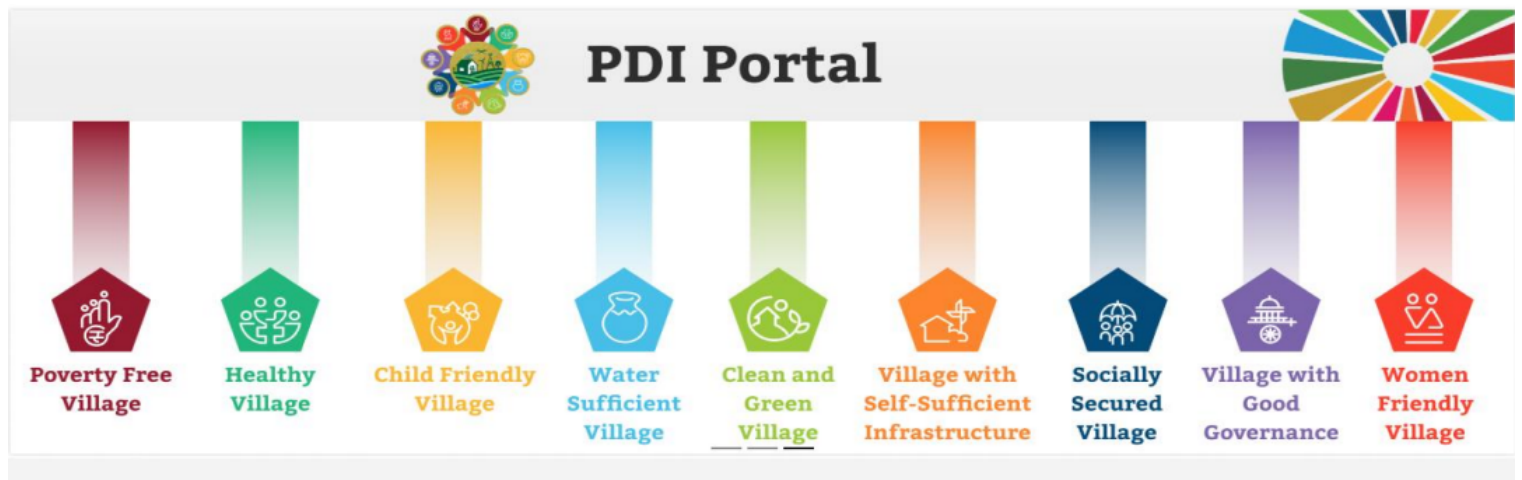 PDI Portal
Poverty Free
Village
Healthy
Village
Child Friendly
Village
Water
Sufficient
Village
Clean and
Green
Village
Village with
Self-Sufficient
Infrastructure
Socially
Secured
Village
Village with
Good
Governance
Women
Friendly
Village